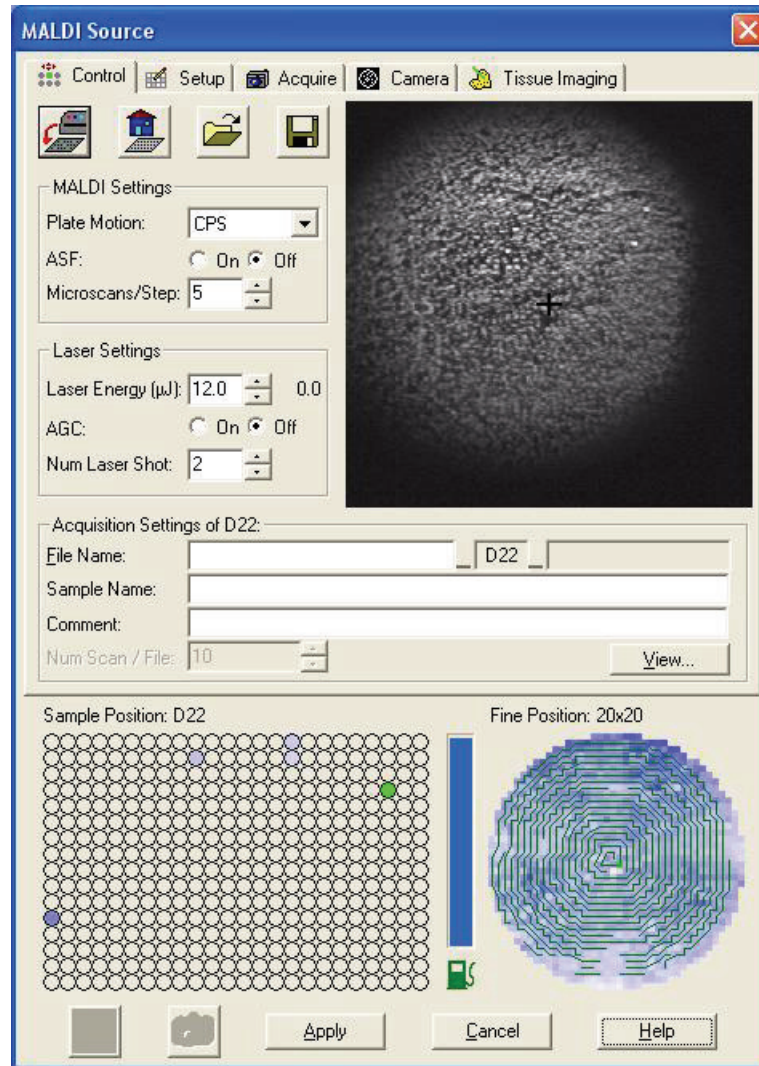 MALDI Source
Control Setup Acquire Camera Tissue Imaging
MALDI Settings
Plate Motion: CPS
ASF: On Off
Microscans/Step: 5
Laser Settings
Laser Energy (µJ): 12.0 0.0
AGC: On Off
Num Laser Shot: 2
Acquisition Settings of D22:
File Name: _ D22 _
Sample Name:
Comment:
Num Scan / File: 10 View...
Sample Position: D22 Fine Position: 20x20
Apply Cancel Help